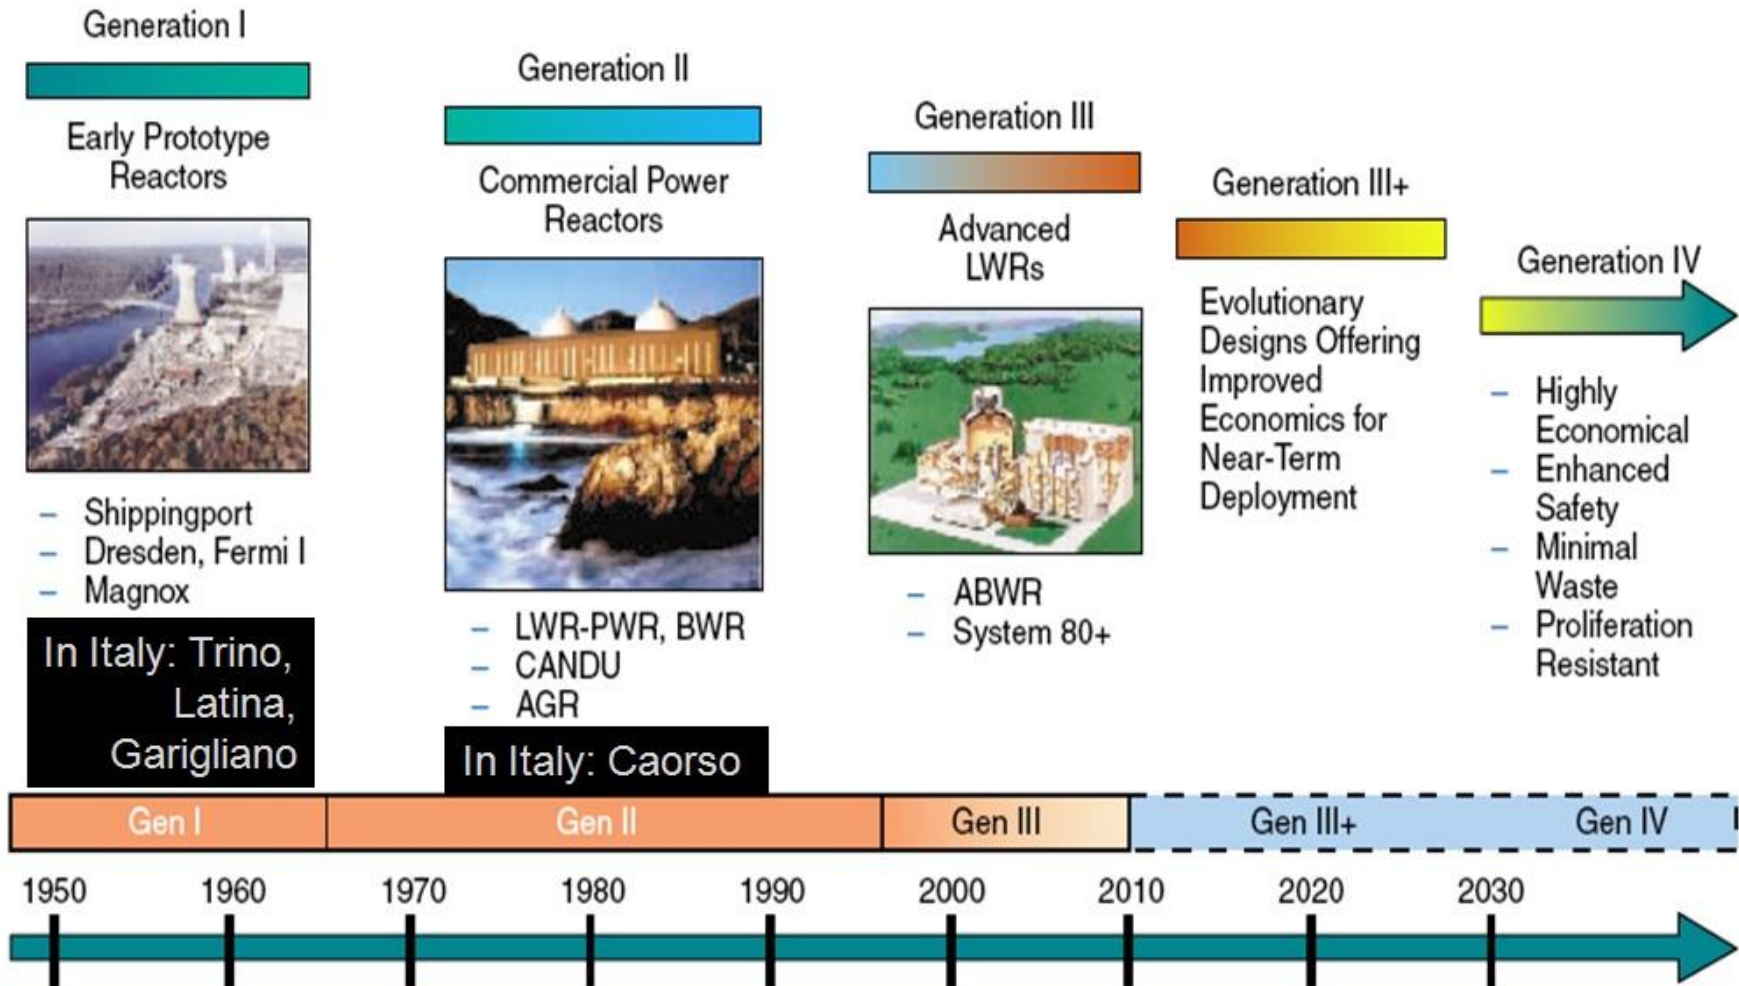 Generation I
Early Prototype
Reactors
– Shippingport
– Dresden, Fermi I
– Magnox
In Italy: Trino,
Latina,
Garigliano
Generation II
Commercial Power
Reactors
– LWR-PWR, BWR
– CANDU
– AGR
In Italy: Caorso
Generation III
Advanced
LWRs
– ABWR
– System 80+
Generation III+
Evolutionary
Designs Offering
Improved
Economics for
Near-Term
Deployment
Generation IV
– Highly
Economical
– Enhanced
Safety
– Minimal
Waste
– Proliferation
Resistant
Gen I Gen II Gen III Gen III+ Gen IV
1950 1960 1970 1980 1990 2000 2010 2020 2030